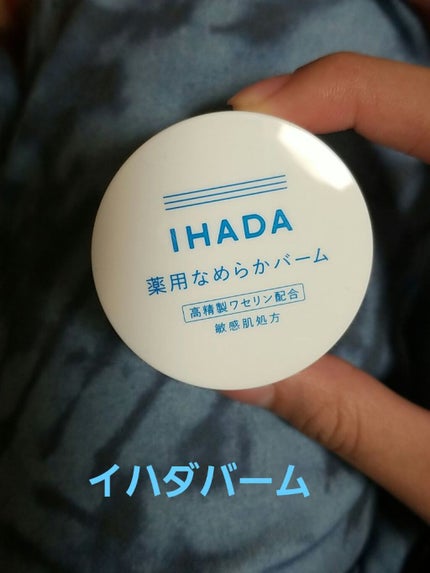 IHADA
薬用なめらかバーム
高精製ワセリン配合
敏感肌処方
イハダバーム